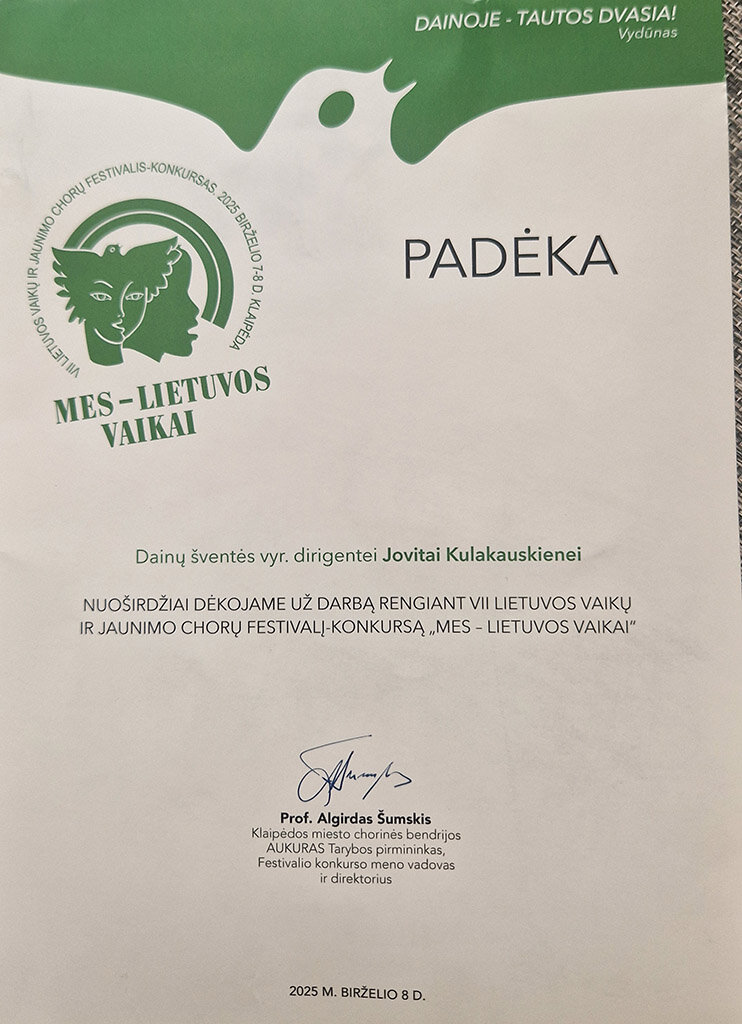 DAINOJE - TAUTOS DVASIA!
Vydūnas
VII LIETUVOS VAIKŲ IR JAUNIMO CHORŲ FESTIVALIS-KONKURSAS. 2025 BIRŽELIO 7-8 D. KLAIPĖDA
MES – LIETUVOS
VAIKAI
PADĖKA
Dainų šventės vyr. dirigentei Jovitai Kulakauskienei
NUOŠIRDŽIAI DĖKOJAME UŽ DARBĄ RENGIANT VII LIETUVOS VAIKŲ
IR JAUNIMO CHORŲ FESTIVALĮ-KONKURSĄ „MES – LIETUVOS VAIKAI“
Prof. Algirdas Šumskis
Klaipėdos miesto chorinės bendrijos
AUKURAS Tarybos pirmininkas,
Festivalio konkurso meno vadovas
ir direktorius
2025 M. BIRŽELIO 8 D.